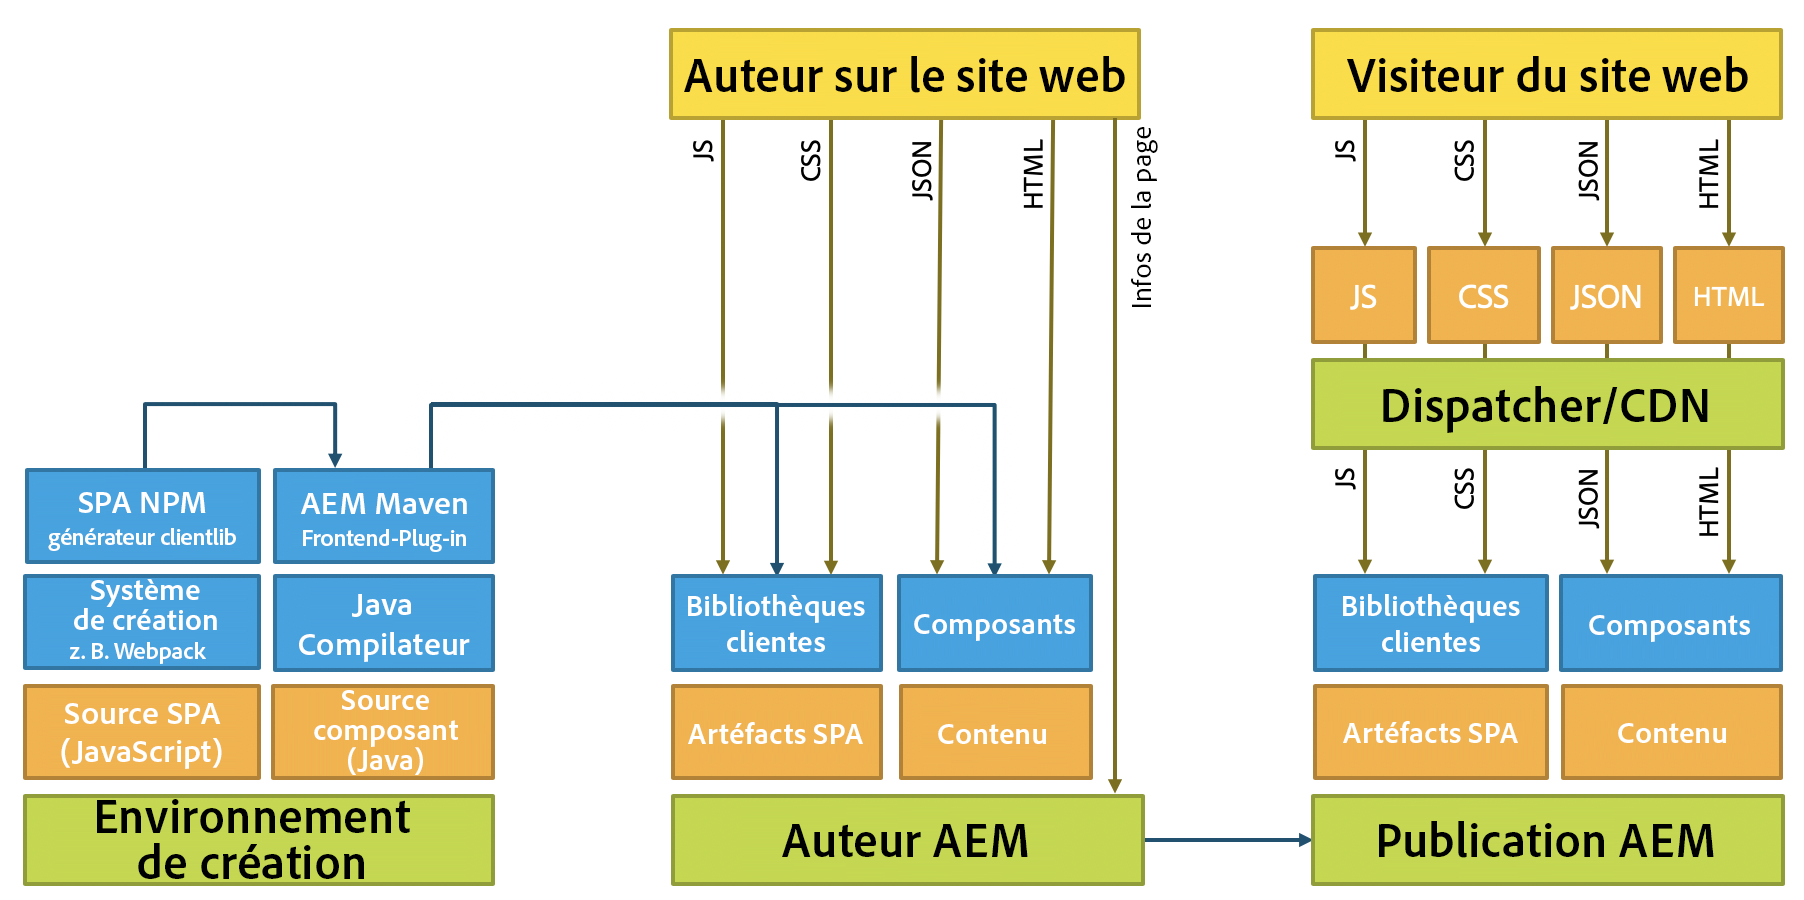 Auteur sur le site web
Visiteur du site web
JS
CSS
JSON
HTML
Infos de la page
JS
CSS
JSON
HTML
JS
CSS
JSON
HTML
Dispatcher/CDN
JS
CSS
JSON
HTML
SPA NPM
générateur clientlib
AEM Maven
Frontend-Plug-in
Système
de création
z. B. Webpack
Java
Compilateur
Bibliothèques
clientes
Composants
Bibliothèques
clientes
Composants
Source SPA
(JavaScript)
Source
composant
(Java)
Artéfacts SPA
Contenu
Artéfacts SPA
Contenu
Environnement
de création
Auteur AEM
Publication AEM